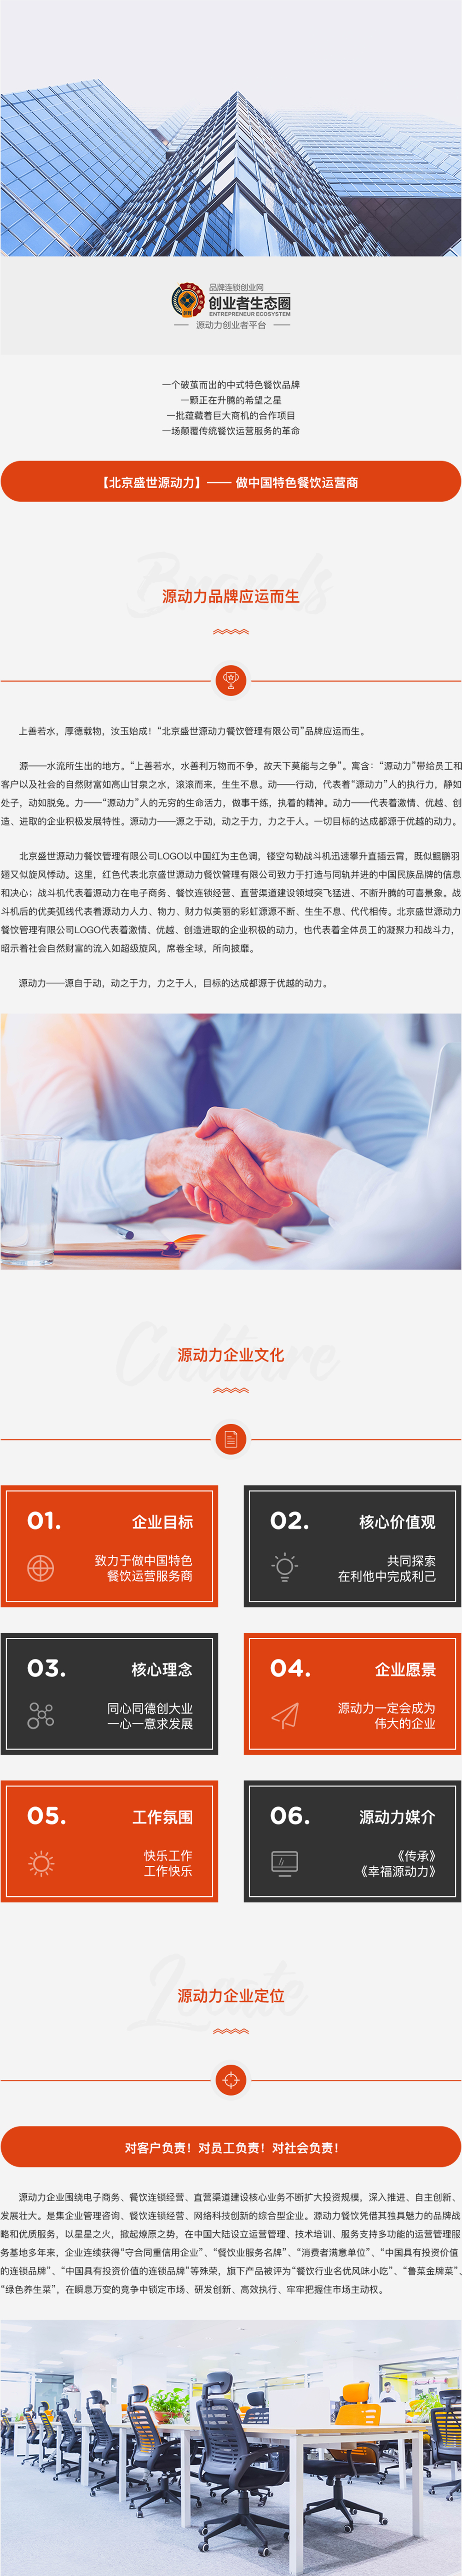 品牌连锁创业网
创业者生态圈
ENTREPRENEUR ECOSYSTEM
源动力创业者平台
一个破茧而出的中式特色餐饮品牌
一颗正在升腾的希望之星
一批蕴藏着巨大商机的合作项目
一场颠覆传统餐饮运营服务的革命
【北京盛世源动力】—— 做中国特色餐饮运营商
Brands
源动力品牌应运而生
上善若水，厚德载物，汝玉始成！“北京盛世源动力餐饮管理有限公司”品牌应运而生。
源——水流所生出的地方。“上善若水，水善利万物而不争，故天下莫能与之争”。寓含：“源动力”带给员工和
客户以及社会的自然财富如高山甘泉之水，滚滚而来，生生不息。动——行动，代表着“源动力”人的执行力，静如
处子，动如脱兔。力——“源动力”人的无穷的生命活力，做事干练，执着的精神。动力——代表着激情、优越、创
造、进取的企业积极发展特性。源动力——源之于动，动之于力，力之于人。一切目标的达成都源于优越的动力。
北京盛世源动力餐饮管理有限公司LOGO以中国红为主色调，镂空勾勒战斗机迅速攀升直插云霄，既似鲲鹏羽
翅又似旋风悸动。这里，红色代表北京盛世源动力餐饮管理有限公司致力于打造与同轨并进的中国民族品牌的信息
和决心；战斗机代表着源动力在电子商务、餐饮连锁经营、直营渠道建设领域突飞猛进、不断升腾的可喜景象。战
斗机后的优美弧线代表着源动力人力、物力、财力似美丽的彩虹源源不断、生生不息、代代相传。北京盛世源动力
餐饮管理有限公司LOGO代表着激情、优越、创造进取的企业积极的动力，也代表着全体员工的凝聚力和战斗力，
昭示着社会自然财富的流入如超级旋风，席卷全球，所向披靡。
源动力——源自于动，动之于力，力之于人，目标的达成都源于优越的动力。
Culture
源动力企业文化
01.
企业目标
致力于做中国特色
餐饮运营服务商
02.
核心价值观
共同探索
在利他中完成利己
03.
核心理念
同心同德创大业
一心一意求发展
04.
企业愿景
源动力一定会成为
伟大的企业
05.
工作氛围
快乐工作
工作快乐
06.
源动力媒介
《传承》
《幸福源动力》
Locate
源动力企业定位
对客户负责！对员工负责！对社会负责！
源动力企业围绕电子商务、餐饮连锁经营、直营渠道建设核心业务不断扩大投资规模，深入推进、自主创新、
发展壮大。是集企业管理咨询、餐饮连锁经营、网络科技创新的综合型企业。源动力餐饮凭借其独具魅力的品牌战
略和优质服务，以星星之火，掀起燎原之势，在中国大陆设立运营管理、技术培训、服务支持多功能的运营管理服
务基地多年来，企业连续获得“守合同重信用企业”、“餐饮业服务名牌”、“消费者满意单位”、“中国具有投资价值
的连锁品牌”、“中国具有投资价值的连锁品牌”等殊荣，旗下产品被评为“餐饮行业名优风味小吃”、“鲁菜金牌菜”、
“绿色养生菜”，在瞬息万变的竞争中锁定市场、研发创新、高效执行、牢牢把握住市场主动权。